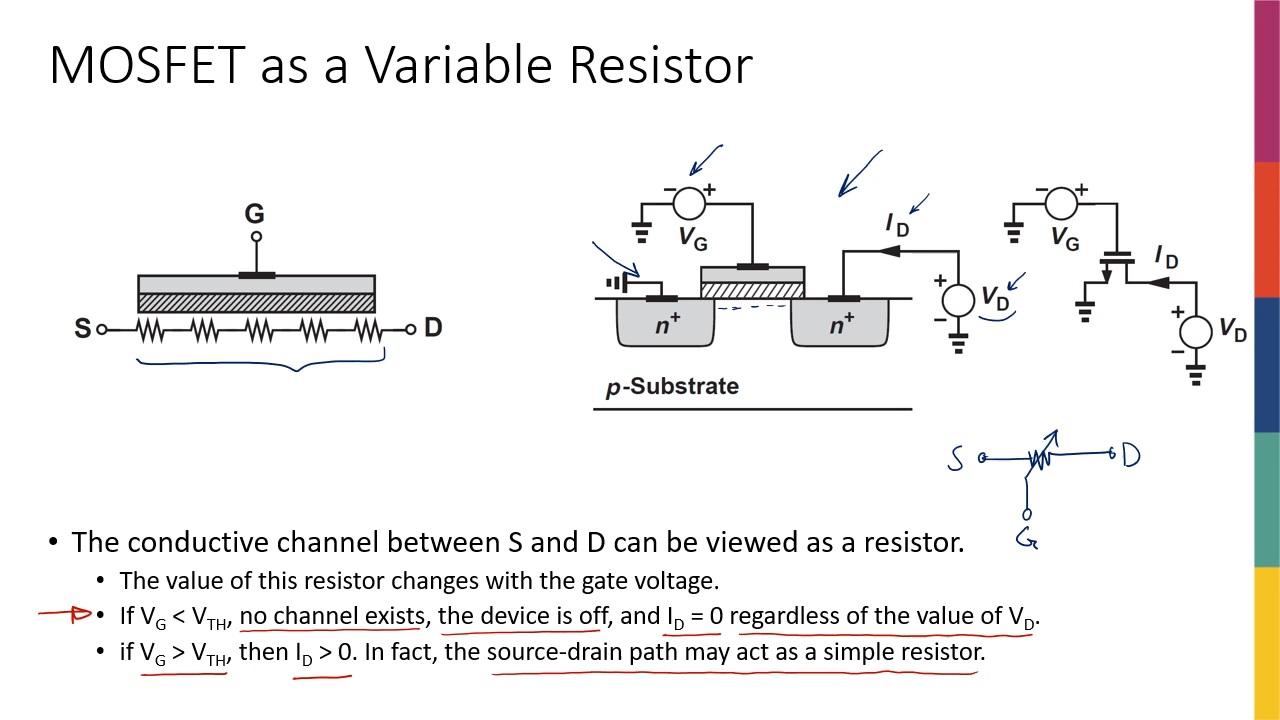 MOSFET as a Variable Resistor
G
S
D
− +
V_G
I_D
n+
n+
+
−
V_D
p-Substrate
− +
V_G
I_D
+
−
V_D
S
D
G
• The conductive channel between S and D can be viewed as a resistor.
• The value of this resistor changes with the gate voltage.
• If V_G < V_TH, no channel exists, the device is off, and I_D = 0 regardless of the value of V_D.
• if V_G > V_TH, then I_D > 0. In fact, the source-drain path may act as a simple resistor.